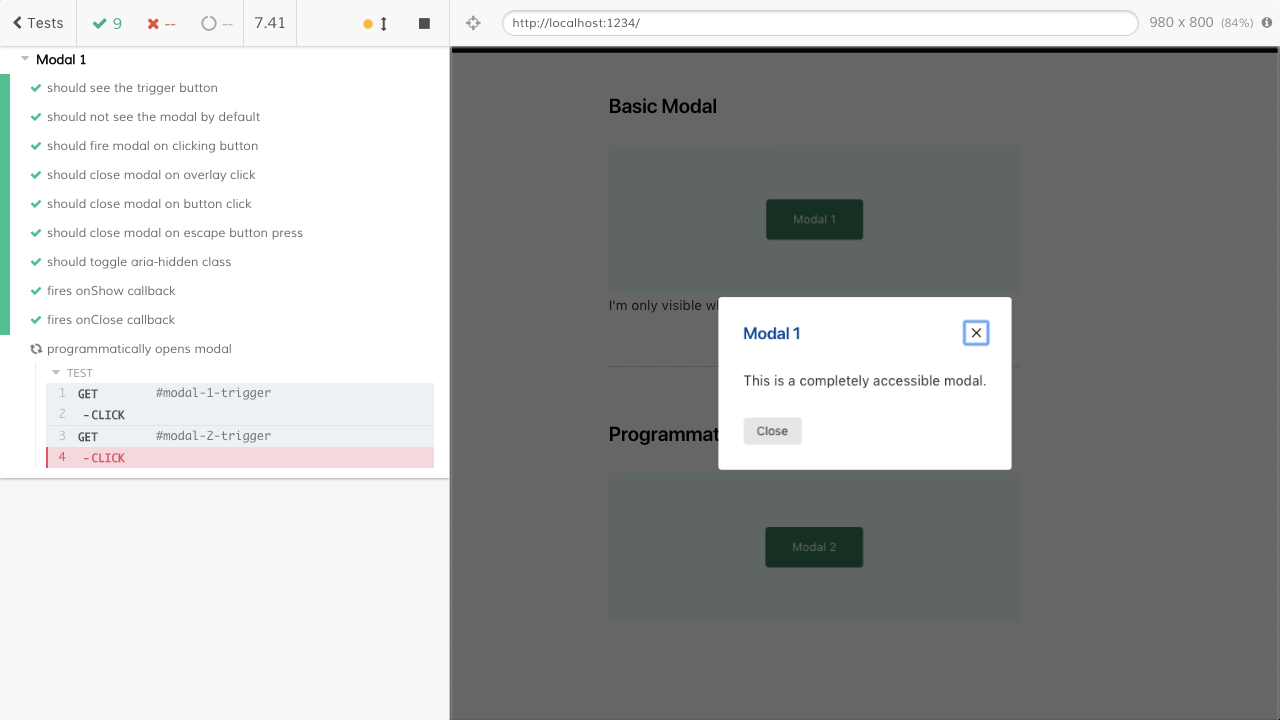 Tests 9 -- -- 7.41
http://localhost:1234/ 980 x 800 (84%)
Modal 1
should see the trigger button
should not see the modal by default
should fire modal on clicking button
should close modal on overlay click
should close modal on button click
should close modal on escape button press
should toggle aria-hidden class
fires onShow callback
fires onClose callback
programmatically opens modal
TEST
1 GET #modal-1-trigger
2 -CLICK
3 GET #modal-2-trigger
4 -CLICK
Basic Modal
Modal 1
I'm only visible
Modal 1
This is a completely accessible modal.
Close
Modal 2